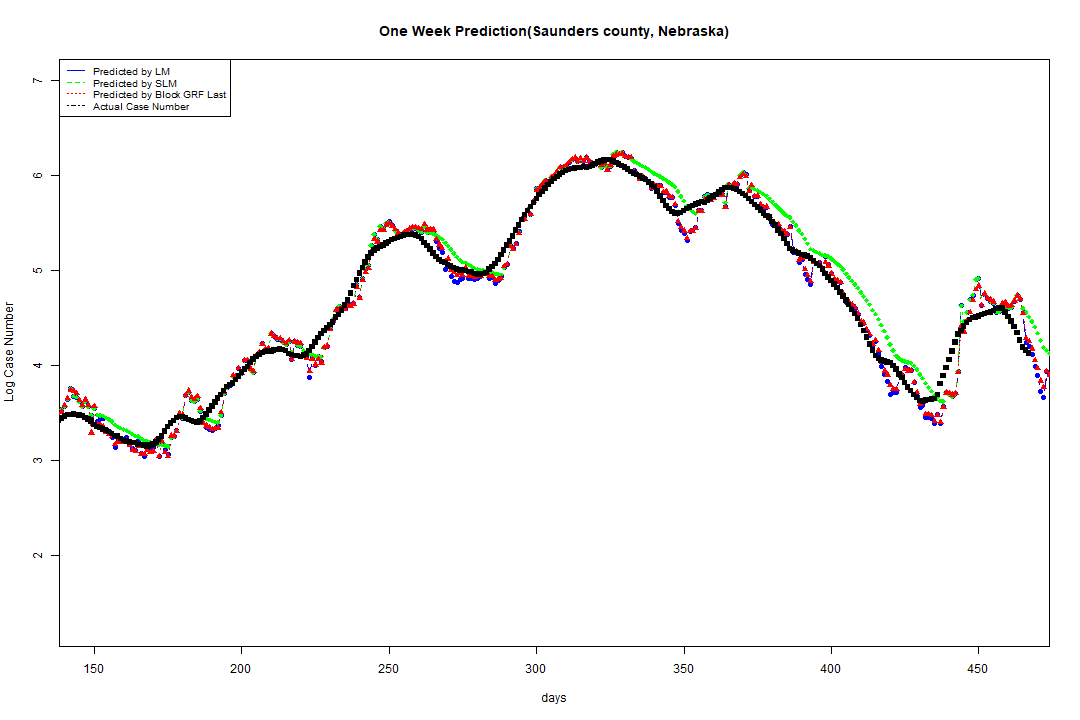 One Week Prediction(Saunders county, Nebraska)
Predicted by LM
Predicted by SLM
Predicted by Block GRF Last
Actual Case Number
7
6
5
4
3
2
Log Case Number
150 200 250 300 350 400 450
days